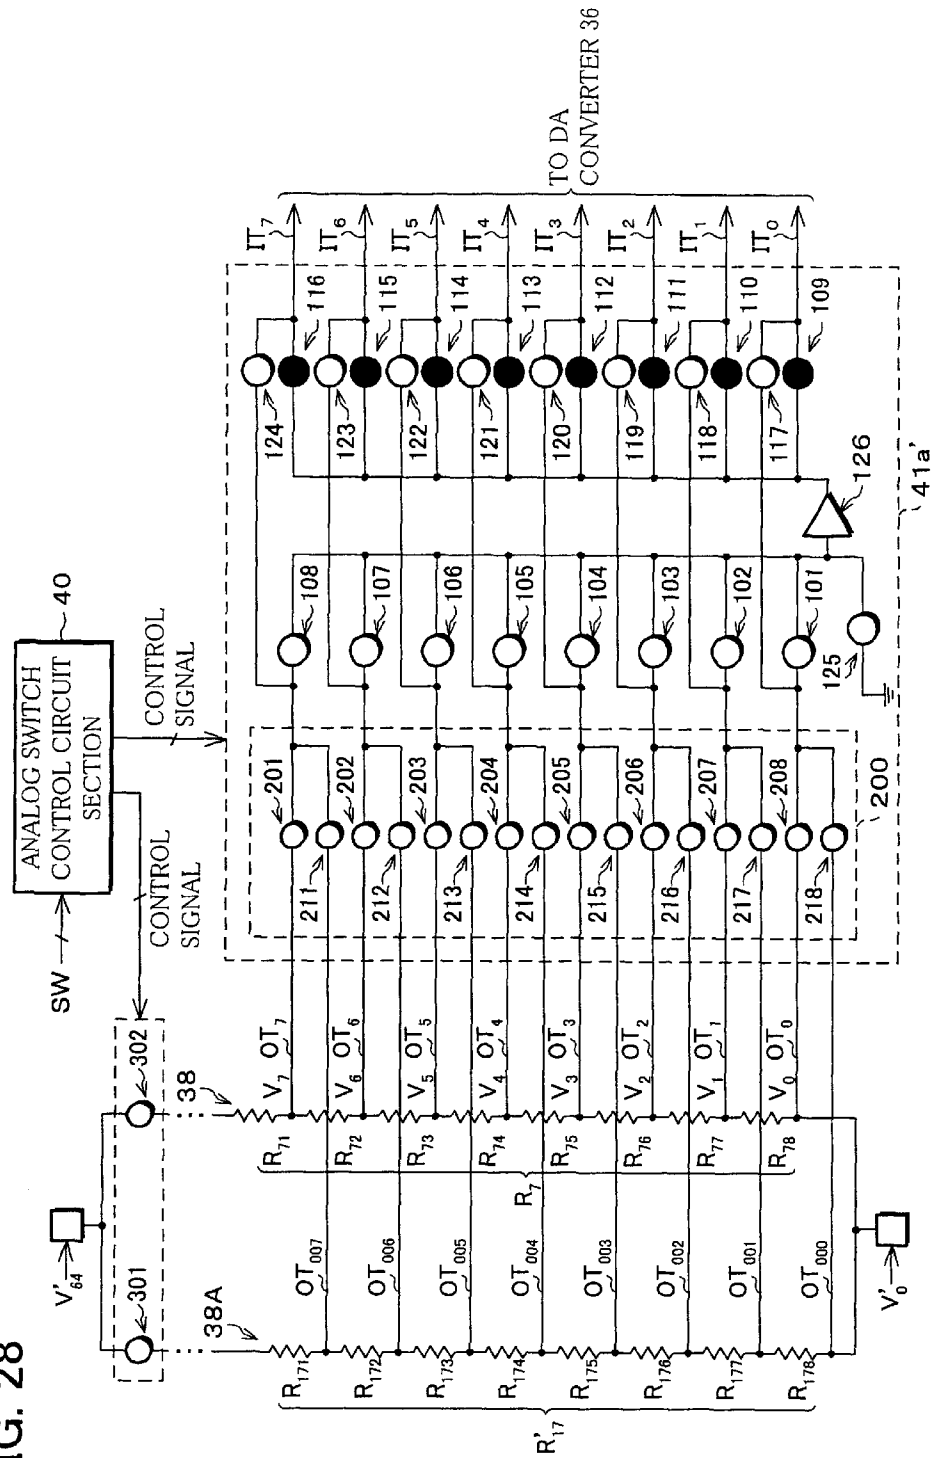 FIG. 28
V'64
301
302
38A
38
SW
ANALOG SWITCH
CONTROL CIRCUIT
SECTION
40
CONTROL
SIGNAL
CONTROL
SIGNAL
R171
R172
R173
R174
R175
R176
R177
R178
R'17
OT007
OT006
OT005
OT004
OT003
OT002
OT001
OT000
R71
R72
R73
R74
R75
R76
R77
R78
R7
V'0
V7 OT7
V6 OT6
V5 OT5
V4 OT4
V3 OT3
V2 OT2
V1 OT1
V0 OT0
201
202
203
204
205
206
207
208
211
212
213
214
215
216
217
218
200
108
107
106
105
104
103
102
101
125
126
124
123
122
121
120
119
118
117
116
115
114
113
112
111
110
109
41a'
IT7
IT6
IT5
IT4
IT3
IT2
IT1
IT0
TO DA
CONVERTER 36